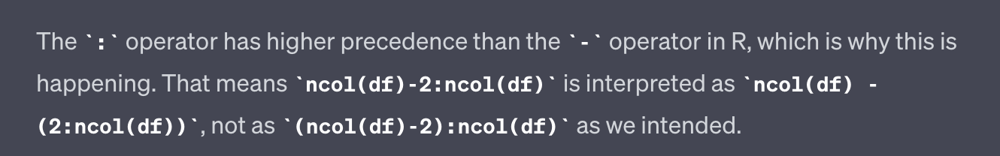 The `:` operator has higher precedence than the `-` operator in R, which is why this is
happening. That means `ncol(df)-2:ncol(df)` is interpreted as `ncol(df) -
(2:ncol(df))`, not as `(ncol(df)-2):ncol(df)` as we intended.